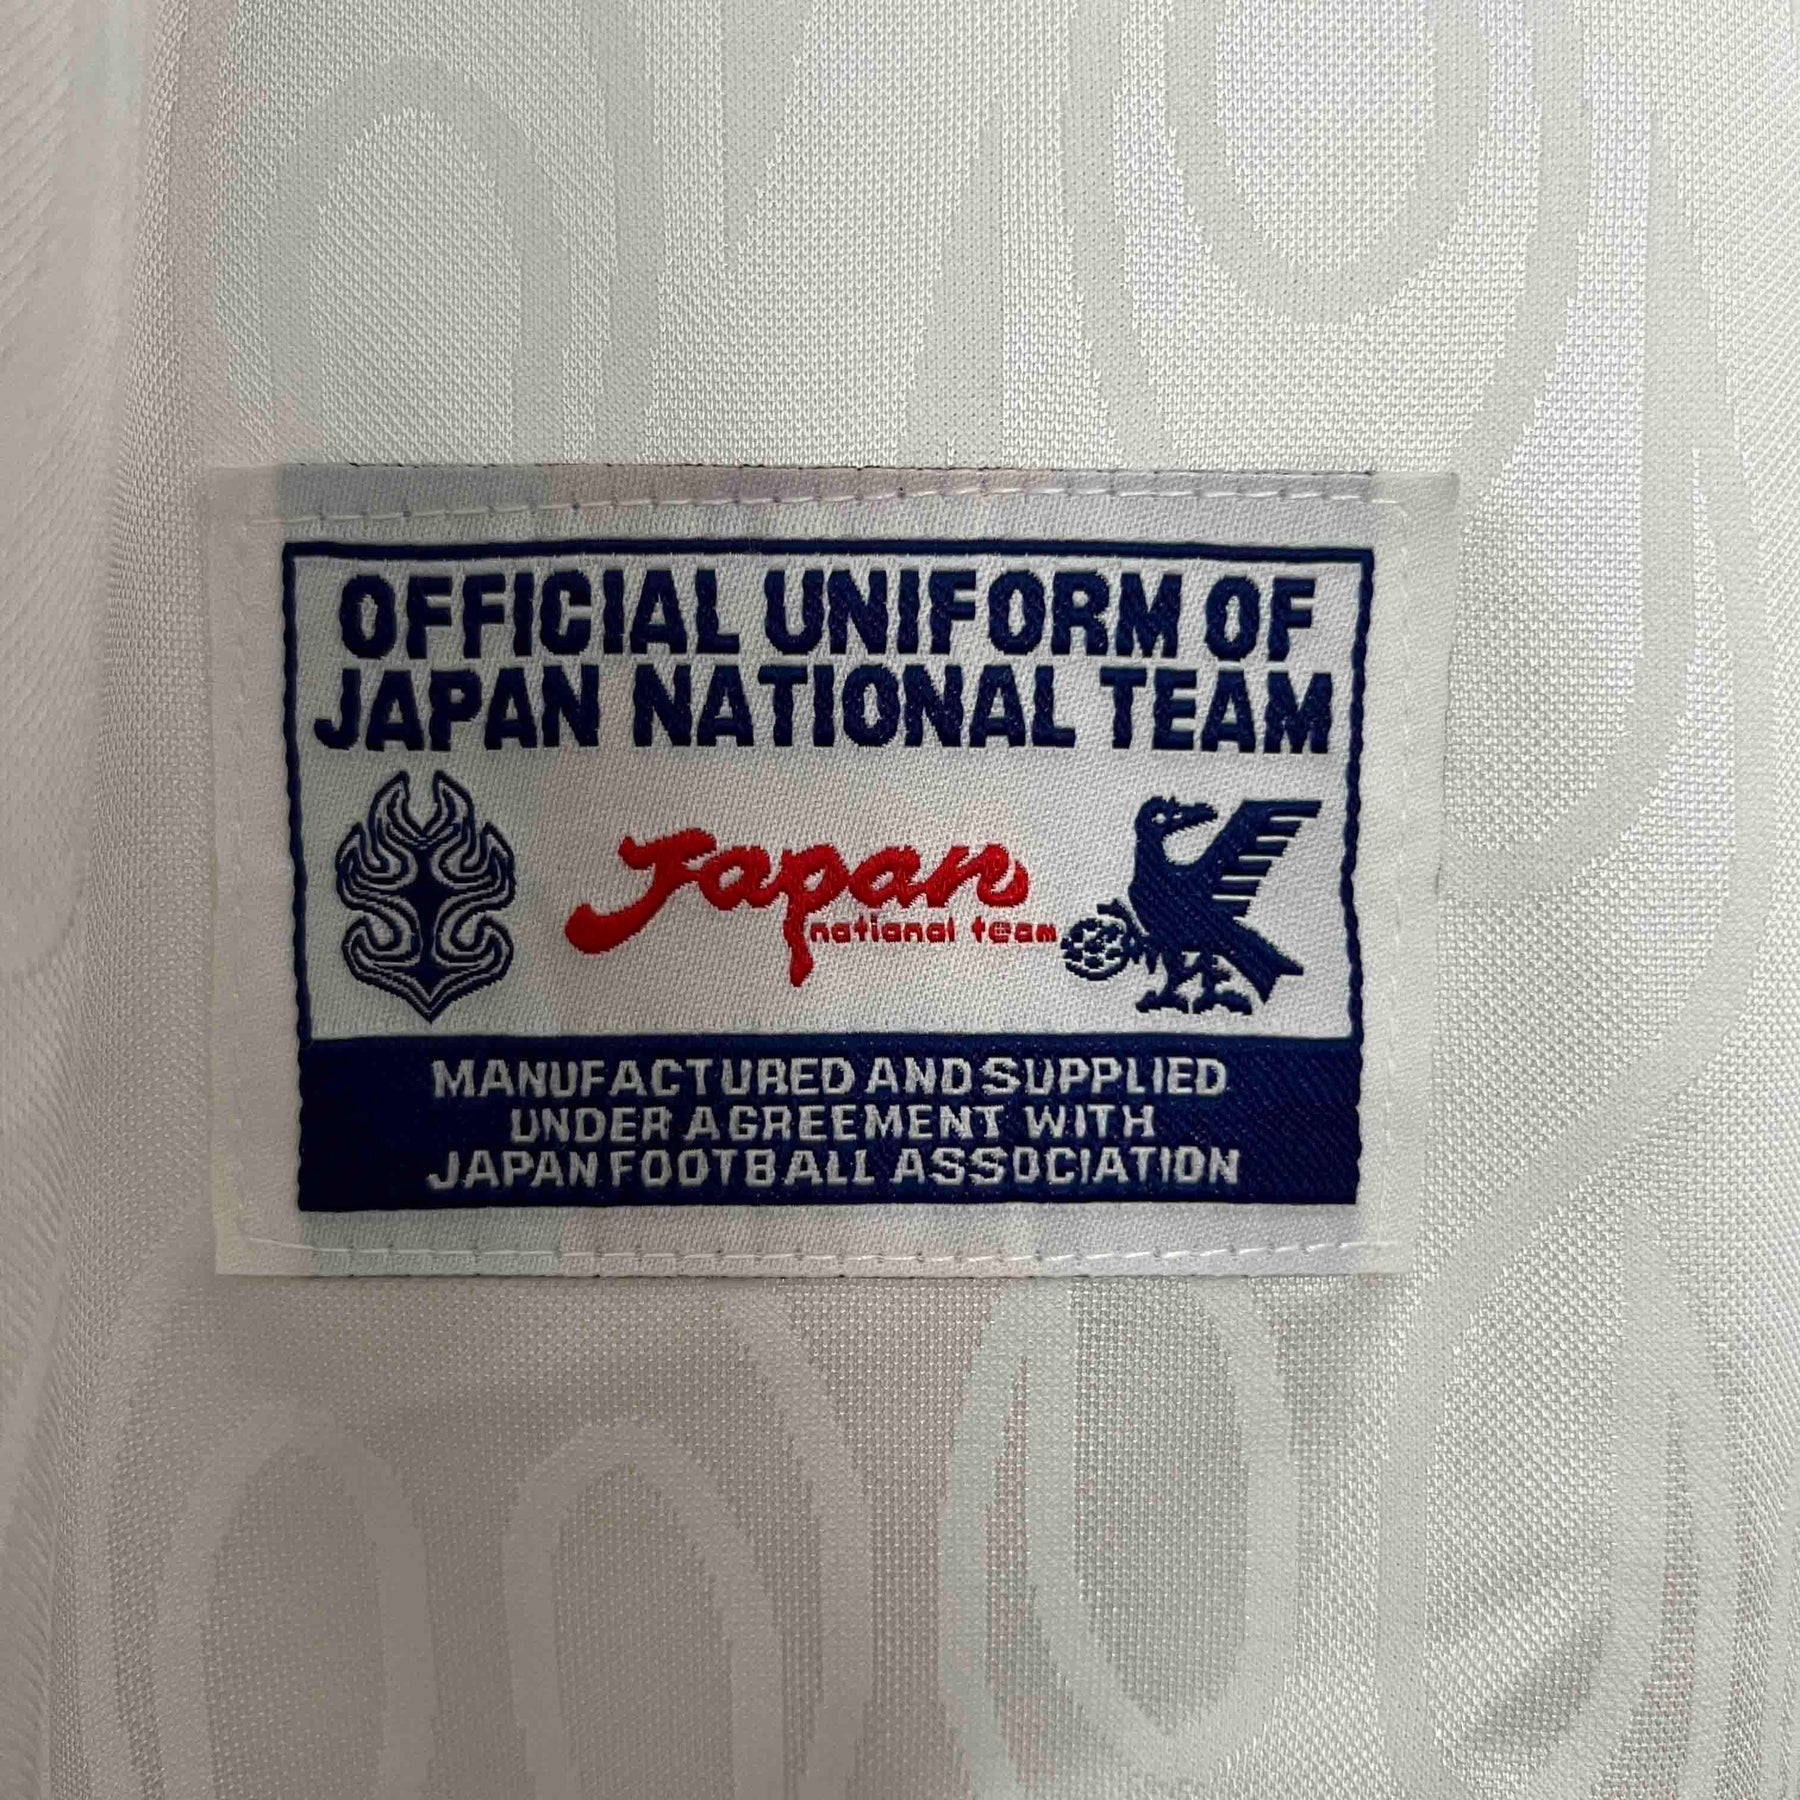 OFFICIAL UNIFORM OF
JAPAN NATIONAL TEAM
Japan
national team
MANUFACTURED AND SUPPLIED
UNDER AGREEMENT WITH
JAPAN FOOTBALL ASSOCIATION